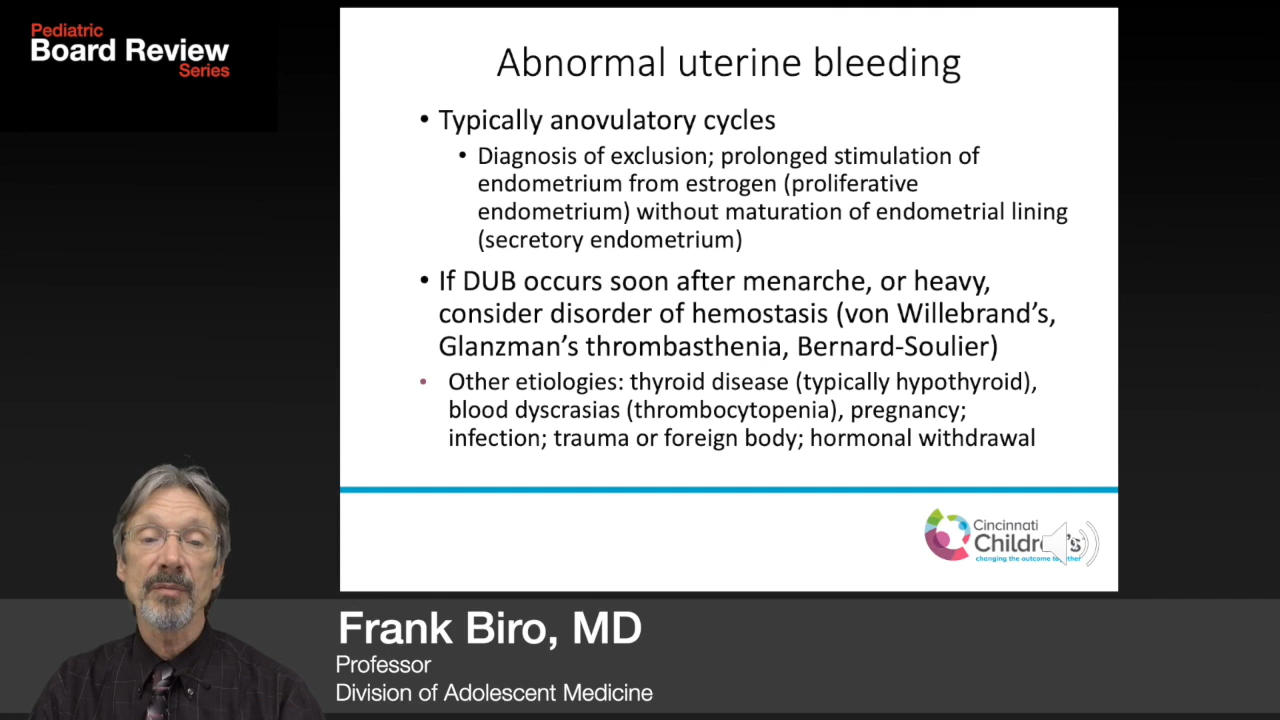 Pediatric
Board Review
Series
Abnormal uterine bleeding
• Typically anovulatory cycles
• Diagnosis of exclusion; prolonged stimulation of
endometrium from estrogen (proliferative
endometrium) without maturation of endometrial lining
(secretory endometrium)
• If DUB occurs soon after menarche, or heavy,
consider disorder of hemostasis (von Willebrand’s,
Glanzman’s thrombasthenia, Bernard-Soulier)
• Other etiologies: thyroid disease (typically hypothyroid),
blood dyscrasias (thrombocytopenia), pregnancy;
infection; trauma or foreign body; hormonal withdrawal
Cincinnati
Children's
changing the outcome together
Frank Biro, MD
Professor
Division of Adolescent Medicine